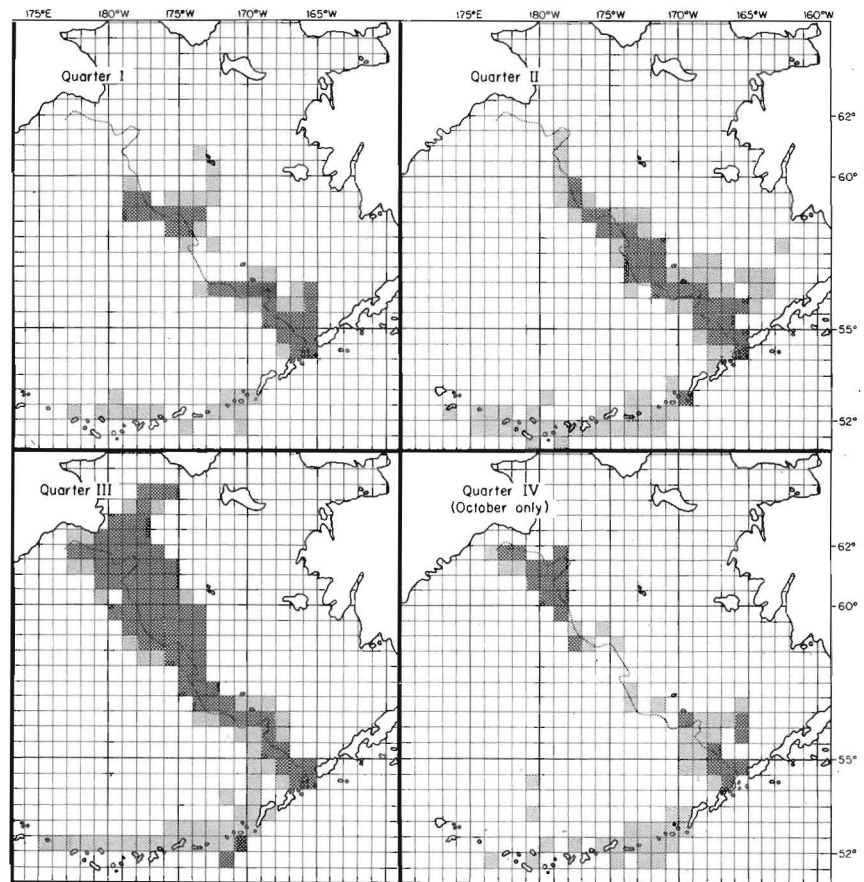 175°E 180°W 175°W 170°W 165°W
175°E 180°W 175°W 170°W 165°W 160°W
Quarter I
Quarter II
62°
60°
55°
52°
Quarter III
Quarter IV
(October only)
62°
60°
55°
52°